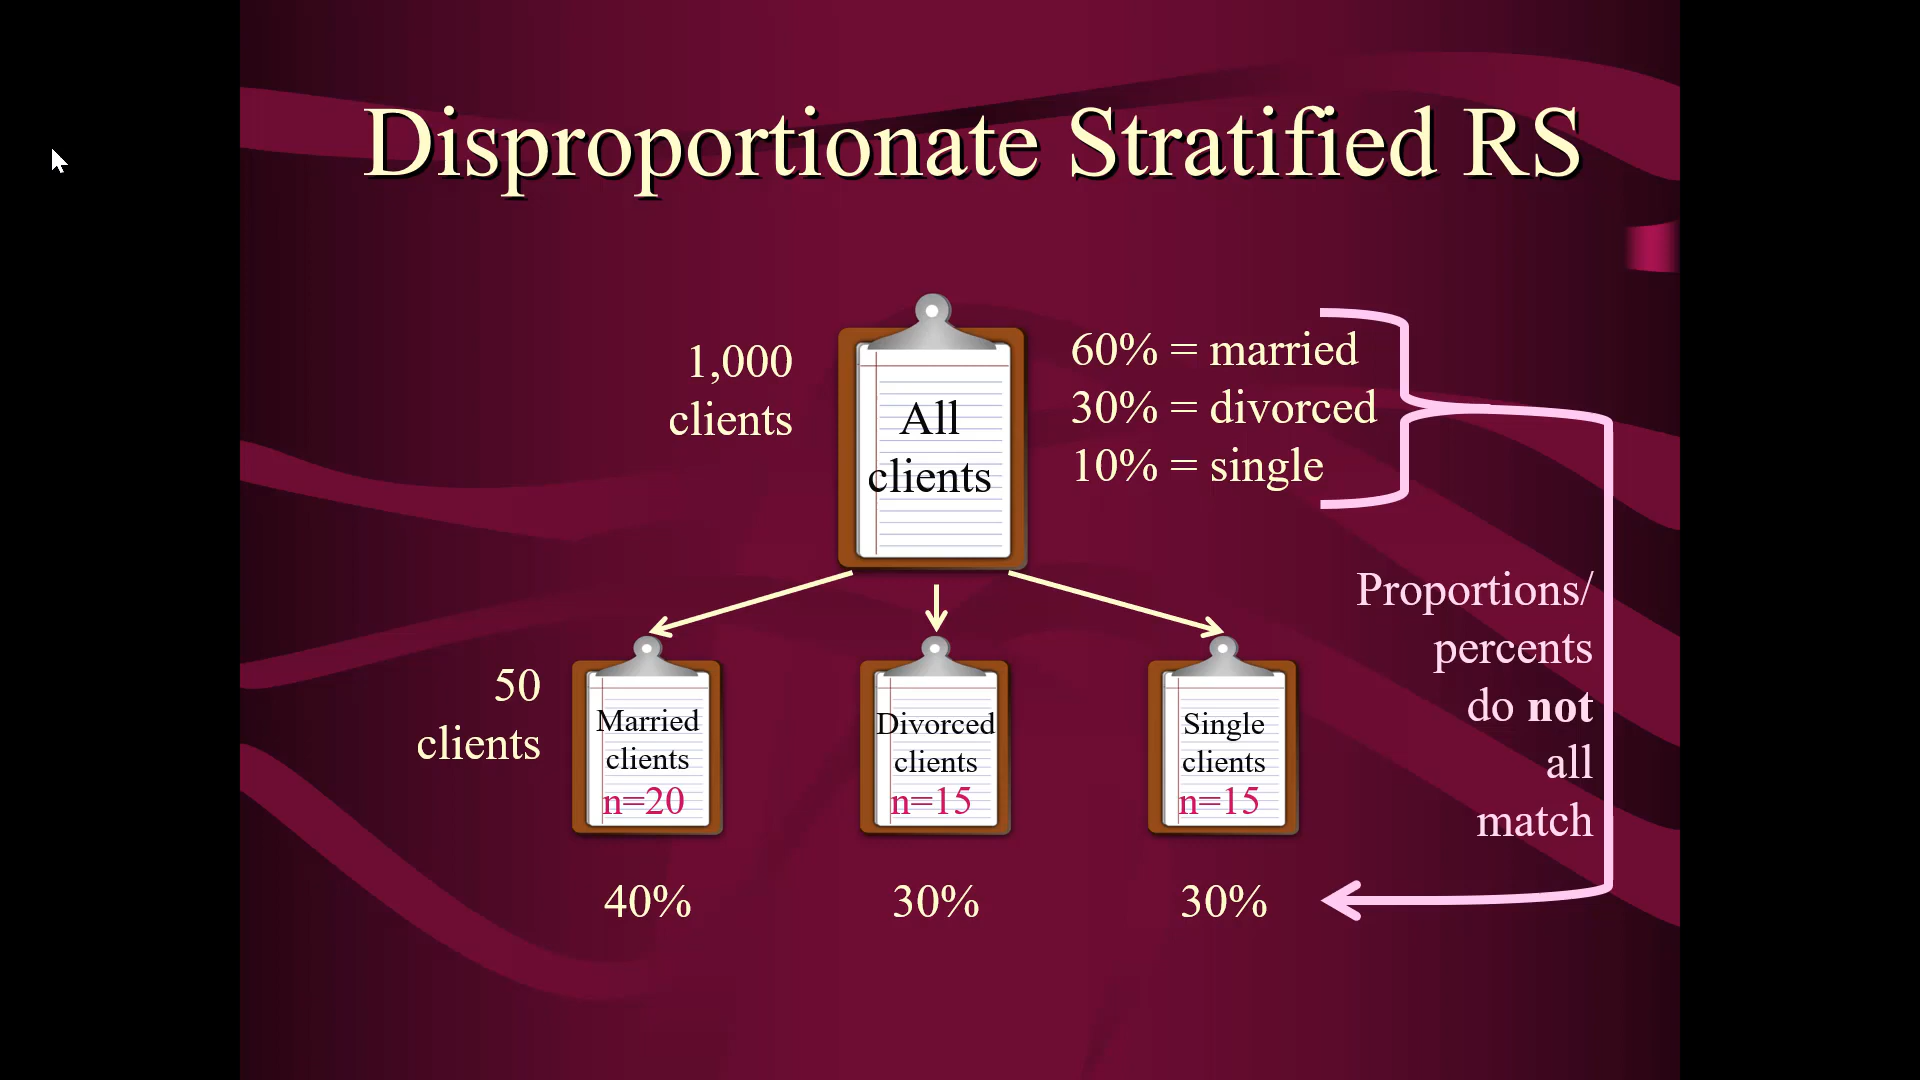 Disproportionate Stratified RS
1,000
clients
All
clients
60% = married
30% = divorced
10% = single
Proportions/
percents
do not
all
match
50
clients
Married
clients
n=20
Divorced
clients
n=15
Single
clients
n=15
40%
30%
30%